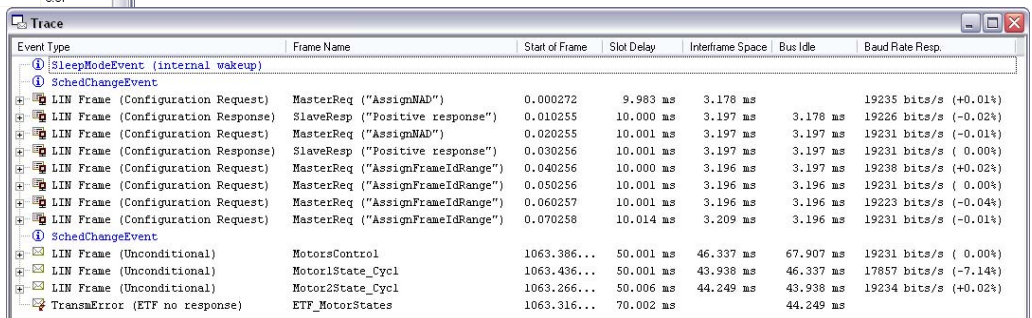 Trace
Event Type Frame Name Start of Frame Slot Delay Interframe Space Bus Idle Baud Rate Resp.
SleepModeEvent (internal wakeup)
SchedChangeEvent
LIN Frame (Configuration Request) MasterReq ("AssignNAD") 0.000272 9.983 ms 3.178 ms 19235 bits/s (+0.01%)
LIN Frame (Configuration Response) SlaveResp ("Positive response") 0.010255 10.000 ms 3.197 ms 3.178 ms 19226 bits/s (-0.02%)
LIN Frame (Configuration Request) MasterReq ("AssignNAD") 0.020255 10.001 ms 3.197 ms 3.197 ms 19231 bits/s (-0.01%)
LIN Frame (Configuration Response) SlaveResp ("Positive response") 0.030256 10.001 ms 3.197 ms 3.197 ms 19231 bits/s ( 0.00%)
LIN Frame (Configuration Request) MasterReq ("AssignFrameIdRange") 0.040256 10.000 ms 3.196 ms 3.197 ms 19238 bits/s (+0.02%)
LIN Frame (Configuration Request) MasterReq ("AssignFrameIdRange") 0.050256 10.001 ms 3.196 ms 3.196 ms 19231 bits/s ( 0.00%)
LIN Frame (Configuration Request) MasterReq ("AssignFrameIdRange") 0.060257 10.001 ms 3.196 ms 3.196 ms 19223 bits/s (-0.04%)
LIN Frame (Configuration Request) MasterReq ("AssignFrameIdRange") 0.070258 10.014 ms 3.209 ms 3.196 ms 19231 bits/s (-0.01%)
SchedChangeEvent
LIN Frame (Unconditional) MotorsControl 1063.386... 50.001 ms 46.337 ms 67.907 ms 19231 bits/s ( 0.00%)
LIN Frame (Unconditional) Motor1State_Cycl 1063.436... 50.001 ms 43.938 ms 46.337 ms 17857 bits/s (-7.14%)
LIN Frame (Unconditional) Motor2State_Cycl 1063.266... 50.006 ms 44.249 ms 43.938 ms 19234 bits/s (+0.02%)
TransmError (ETF no response) ETF_MotorStates 1063.316... 70.002 ms 44.249 ms